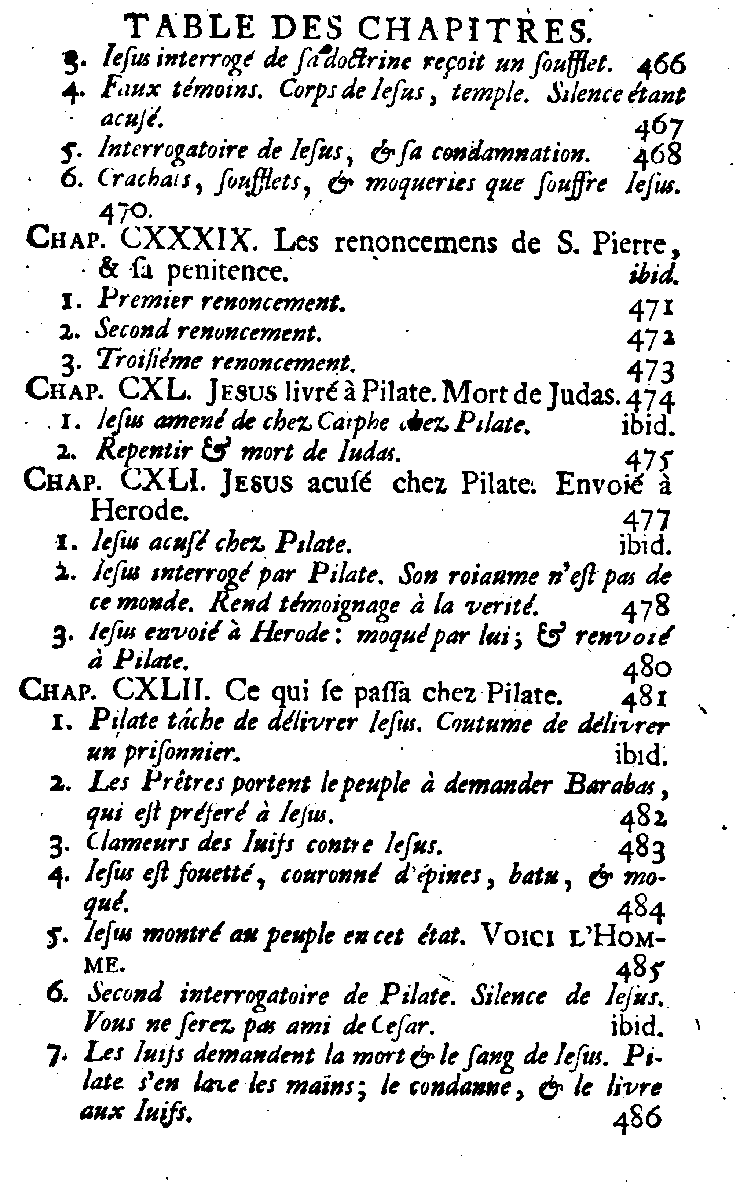 TABLE DES CHAPITRES.
3. Iesus interrogé de sa doctrine reçoit un soufflet. 466
4. Faux témoins. Corps de Iesus, temple. Silence étant
acusé. 467
5. Interrogatoire de Iesus, & sa condamnation. 468
6. Crachats, soufflets, & moqueries que souffre Iesus.
470.
CHAP. CXXXIX. Les renoncemens de S. Pierre,
& sa penitence. ibid.
1. Premier renoncement. 471
2. Second renoncement. 472
3. Troisiéme renoncement. 473
CHAP. CXL. JESUS livré à Pilate. Mort de Judas. 474
1. Iesus amené de chez Caiphe chez Pilate. ibid.
2. Repentir & mort de Iudas. 475
CHAP. CXLI. JESUS acusé chez Pilate. Envoié à
Herode. 477
1. Iesus acusé chez Pilate. ibid.
2. Iesus interrogé par Pilate. Son roiaume n'est pas de
ce monde. Rend témoignage à la verité. 478
3. Iesus envoié à Herode: moqué par lui; & renvoié
à Pilate. 480
CHAP. CXLII. Ce qui se passa chez Pilate. 481
1. Pilate tâche de délivrer Iesus. Coutume de délivrer
un prisonnier. ibid.
2. Les Prêtres portent le peuple à demander Barabas,
qui est préferé à Iesus. 482
3. Clameurs des Iuifs contre Iesus. 483
4. Iesus est fouetté, couronné d'épines, batu, & mo-
qué. 484
5. Iesus montré au peuple en cet état. VOICI L'HOM-
ME. 485
6. Second interrogatoire de Pilate. Silence de Iesus.
Vous ne serez pas ami de Cesar. ibid.
7. Les Iuifs demandent la mort & le sang de Iesus. Pi-
late s'en lave les mains; le condanne, & le livre
aux Iuifs. 486